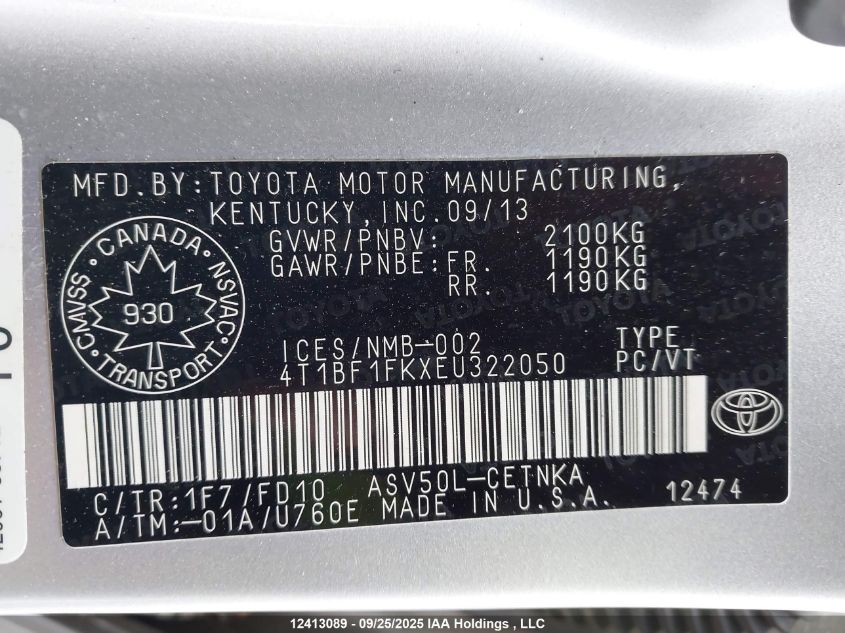 MFD.BY:TOYOTA MOTOR MANUFACTURING,
KENTUCKY,INC.09/13
GVWR/PNBV: 2100KG
GAWR/PNBE:FR. 1190KG
RR. 1190KG
CANADA
CMVSS
NSVAC
930
TRANSPORT
ICES/NMB-002
4T1BF1FKXEU322050
TYPE
PC/VT
C/TR:1F7/FD10 ASV50L-CETNKA
A/TM:-01A/U760E MADE IN U.S.A. 12474
12413089 - 09/25/2025 IAA Holdings , LLC